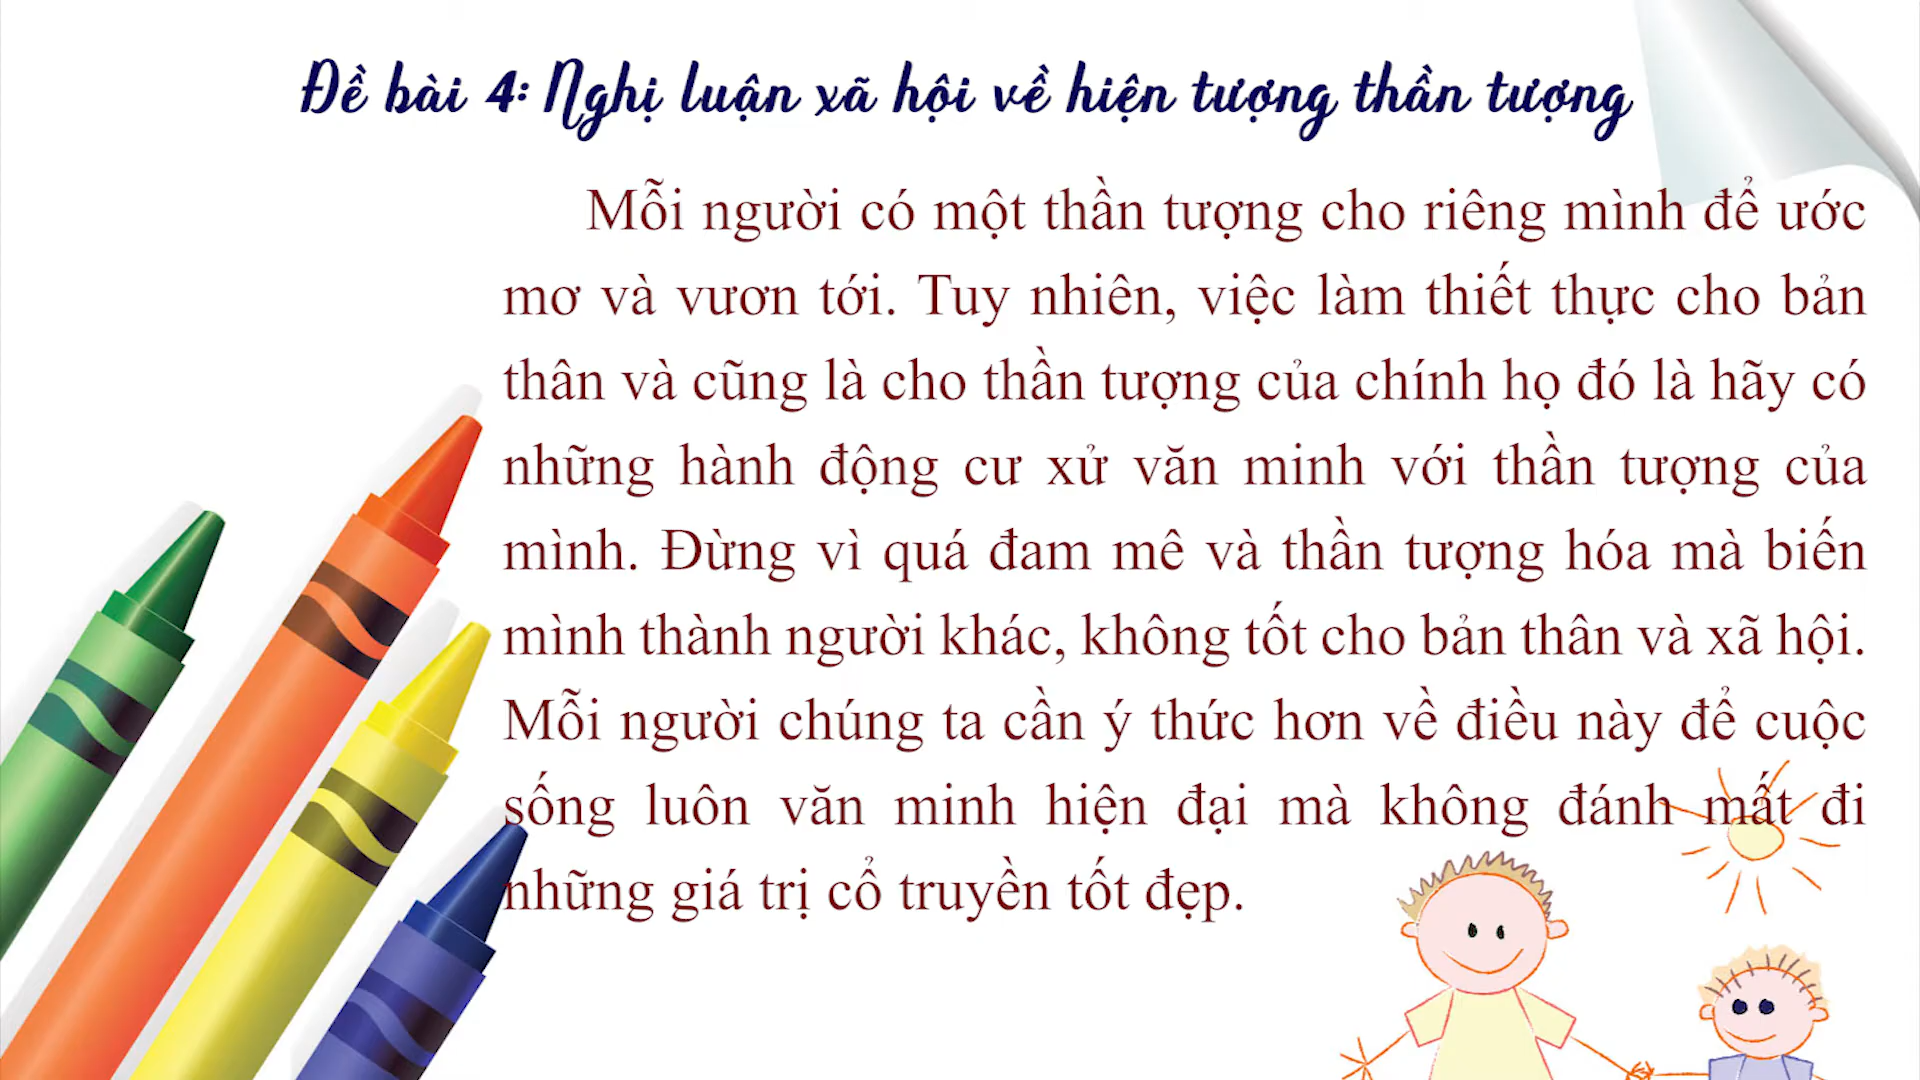 Đề bài 4: Nghị luận xã hội về hiện tượng thần tượng
Mỗi người có một thần tượng cho riêng mình để ước
mơ và vươn tới. Tuy nhiên, việc làm thiết thực cho bản
thân và cũng là cho thần tượng của chính họ đó là hãy có
những hành động cư xử văn minh với thần tượng của
mình. Đừng vì quá đam mê và thần tượng hóa mà biến
mình thành người khác, không tốt cho bản thân và xã hội.
Mỗi người chúng ta cần ý thức hơn về điều này để cuộc
sống luôn văn minh hiện đại mà không đánh mất đi
những giá trị cổ truyền tốt đẹp.